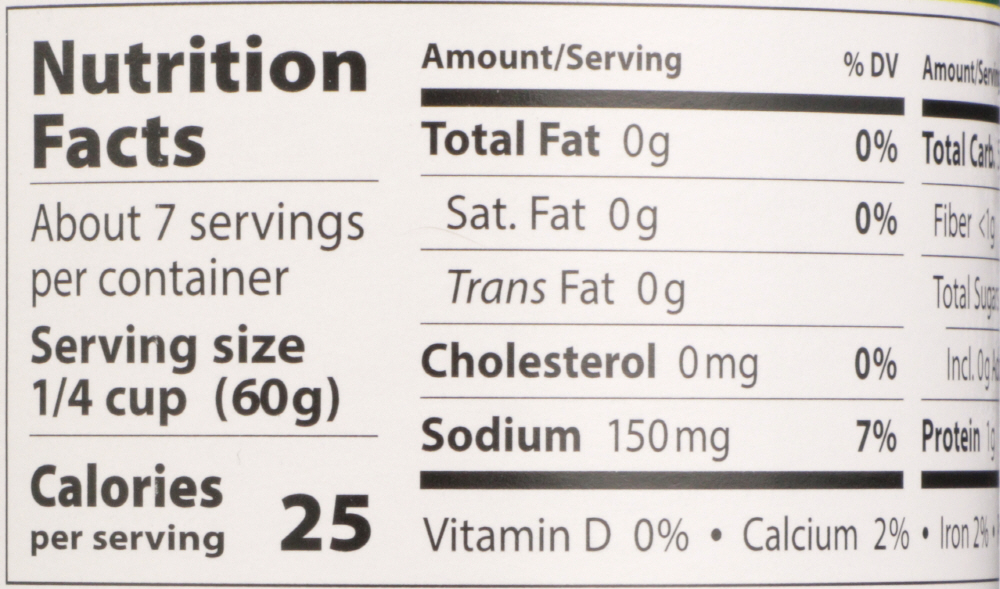 Nutrition
Facts
About 7 servings
per container
Serving size
1/4 cup (60g)
Calories
per serving 25
Amount/Serving % DV
Total Fat 0g 0%
Sat. Fat 0g 0%
Trans Fat 0g
Cholesterol 0mg 0%
Sodium 150mg 7%
Vitamin D 0% • Calcium 2% • Iron 2% •
Total Carb.
Fiber <1g
Total
Incl. 0g
Protein 1g